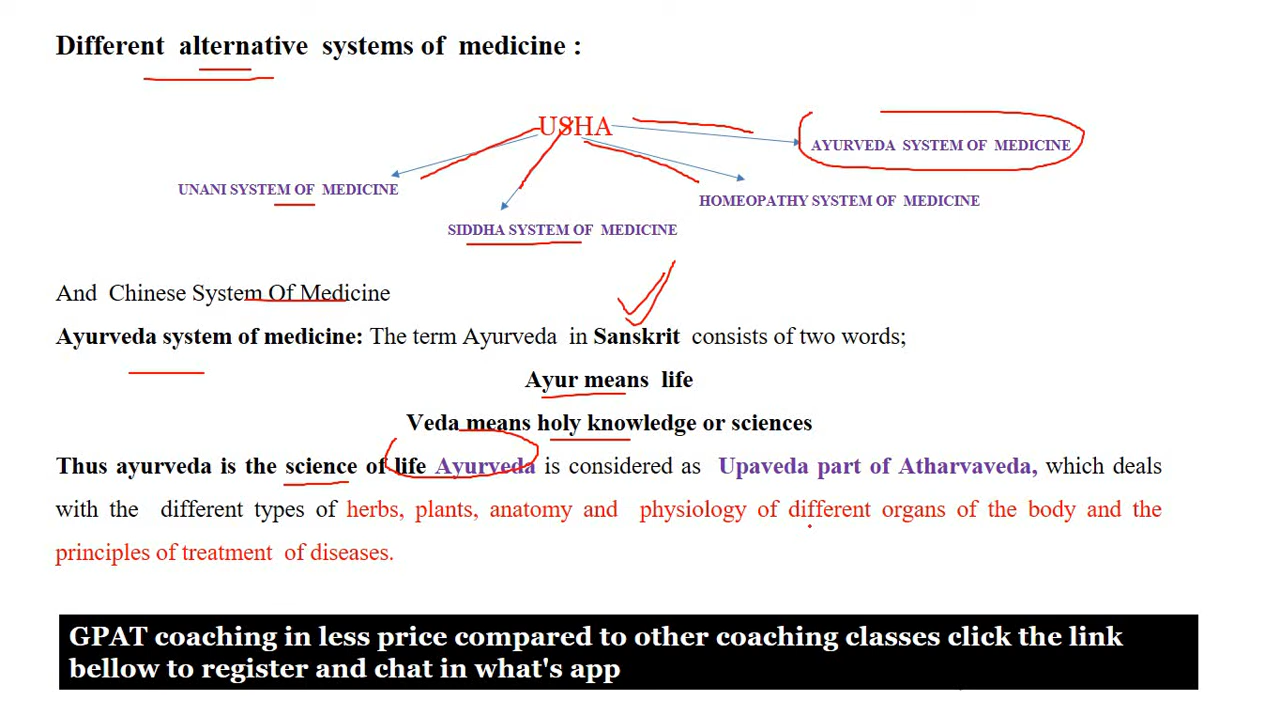 Different alternative systems of medicine :
USHA
AYURVEDA SYSTEM OF MEDICINE
UNANI SYSTEM OF MEDICINE
HOMEOPATHY SYSTEM OF MEDICINE
SIDDHA SYSTEM OF MEDICINE
And Chinese System Of Medicine
Ayurveda system of medicine: The term Ayurveda in Sanskrit consists of two words;
Ayur means life
Veda means holy knowledge or sciences
Thus ayurveda is the science of life Ayurveda is considered as Upaveda part of Atharvaveda, which deals
with the different types of herbs, plants, anatomy and physiology of different organs of the body and the
principles of treatment of diseases.
GPAT coaching in less price compared to other coaching classes click the link
bellow to register and chat in what's app